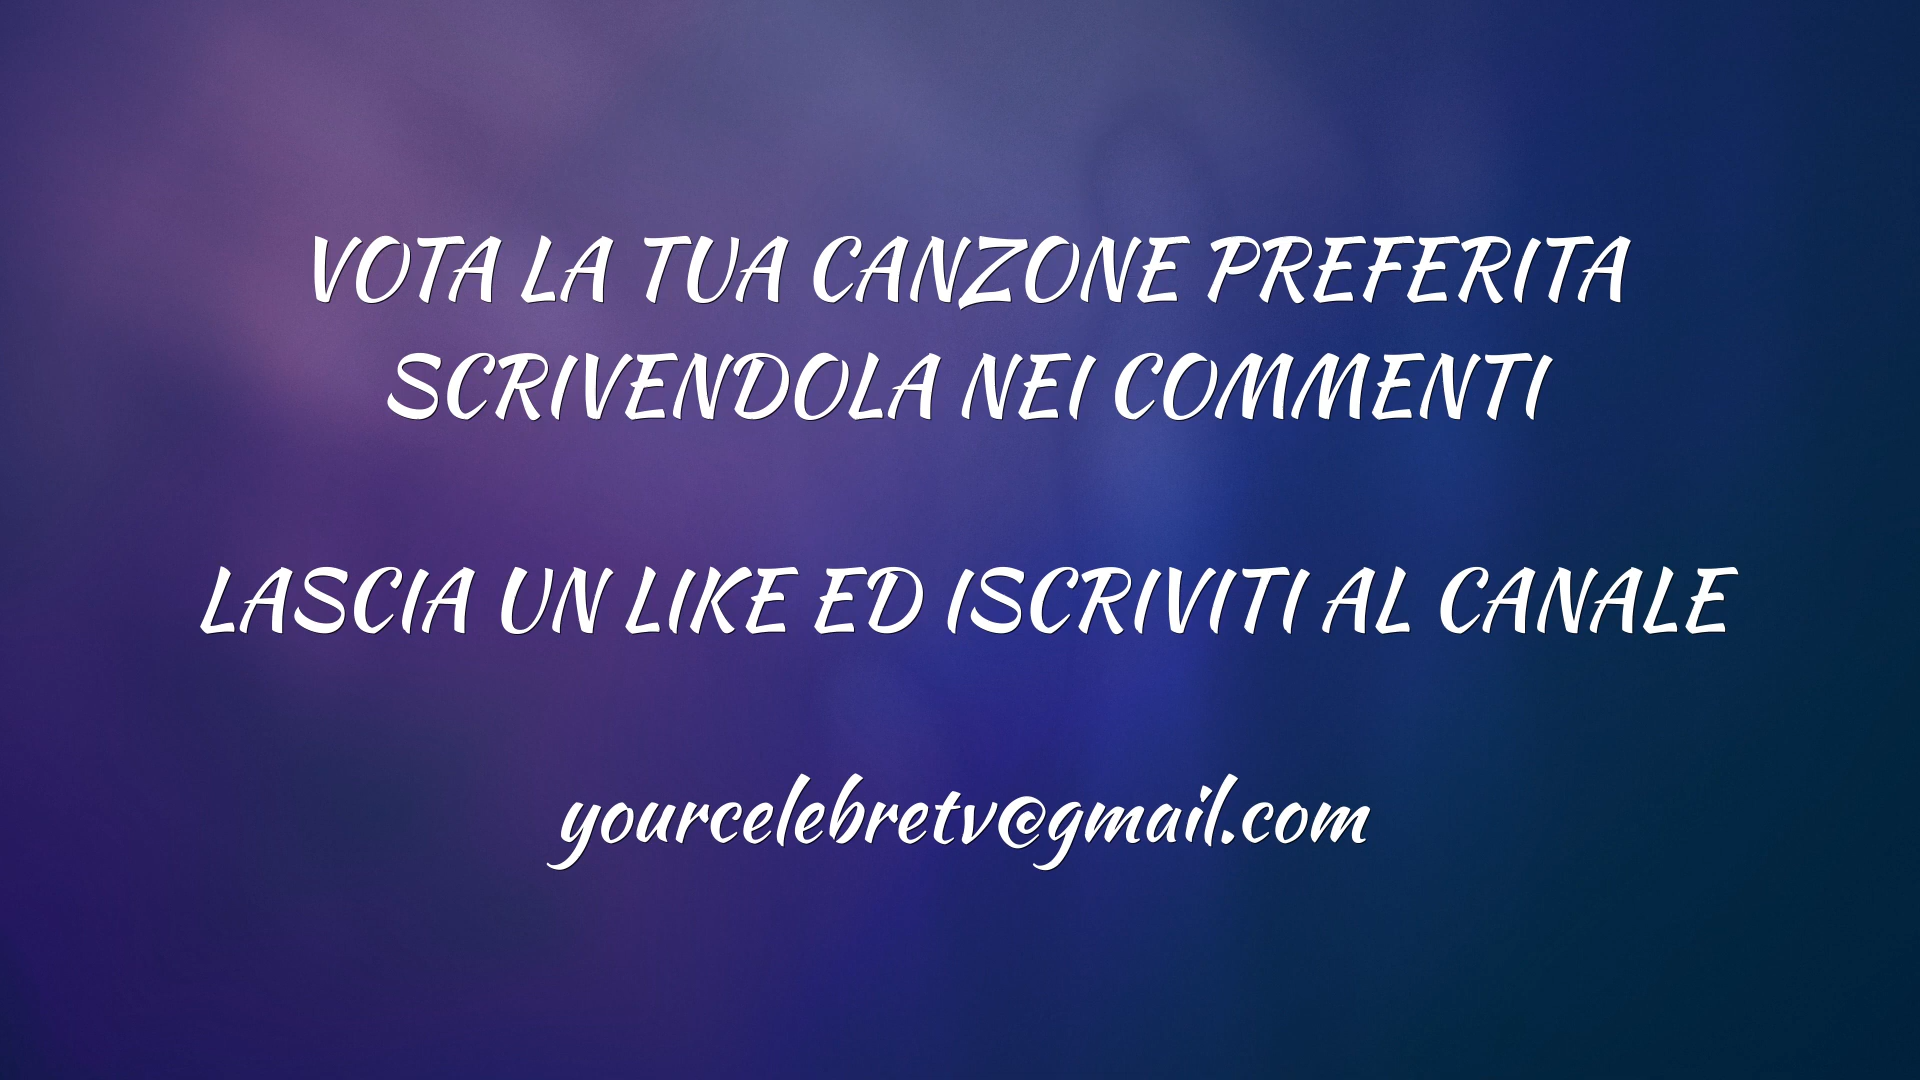 VOTA LA TUA CANZONE PREFERITA
SCRIVENDOLA NEI COMMENTI
LASCIA UN LIKE ED ISCRIVITI AL CANALE
yourcelebretv@gmail.com